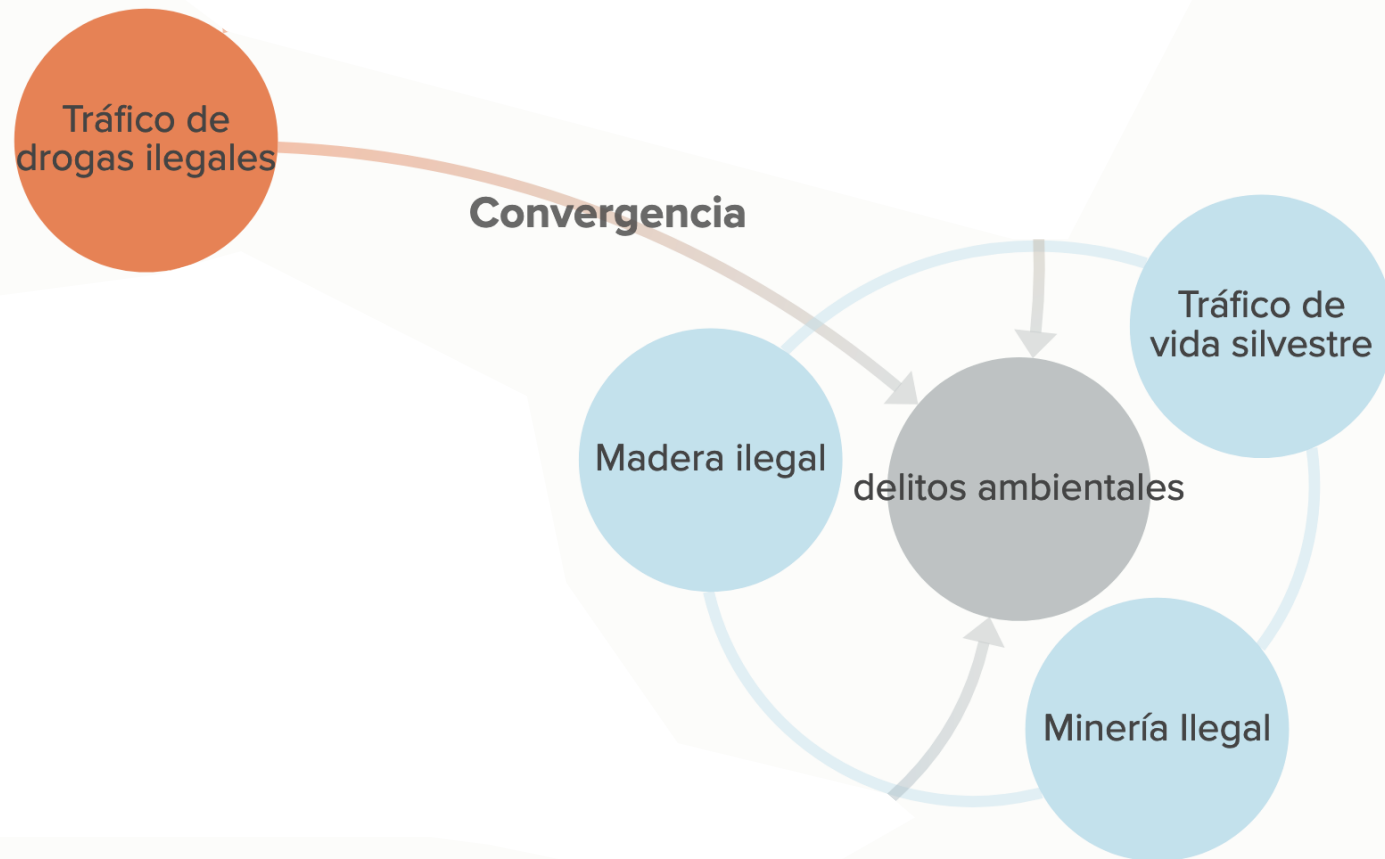 Tráfico de
drogas ilegales
Convergencia
Tráfico de
vida silvestre
Madera ilegal
delitos ambientales
Minería Ilegal